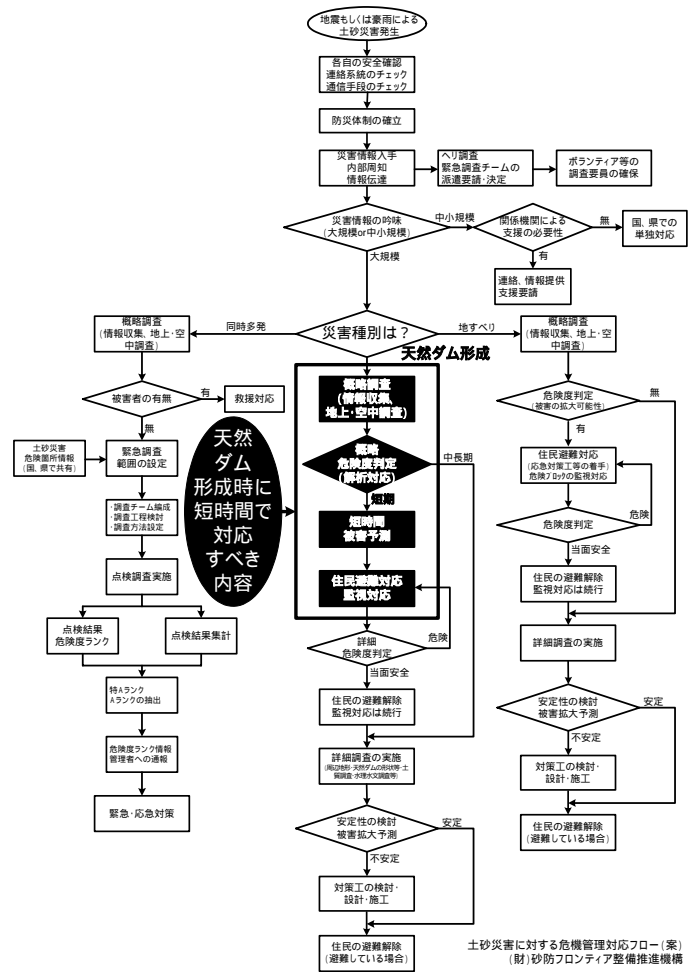 地震もしくは豪雨による
土砂災害発生
各自の安全確認
連絡系統のチェック
通信手段のチェック
防災体制の確立
災害情報入手
内部周知
情報伝達
ヘリ調査
緊急調査チームの
派遣要請・決定
ボランティア等の
調査要員の確保
災害情報の吟味
(大規模or中小規模)
中小規模
関係機関による
支援の必要性
無
国、県での
単独対応
有
連絡、情報提供
支援要請
大規模
災害種別は？
同時多発
地すべり
天然ダム形成
概略調査
(情報収集、地上・空
中調査)
被害者の有無
有
救援対応
無
土砂災害
危険箇所情報
(国、県で共有)
緊急調査
範囲の設定
・調査チーム編成
・調査工程検討
・調査方法設定
点検調査実施
点検結果
危険度ランク
点検結果集計
特Aランク
Aランクの抽出
危険度ランク情報
管理者への通報
緊急・応急対策
天然
ダム
形成時に
短時間で
対応
すべき
内容
概略調査
(情報収集
地上・空中調査)
概略
危険度判定
(解析対応)
中長期
短期
短時間
被害予測
住民避難対応
監視対応
詳細
危険度判定
危険
当面安全
住民の避難解除
監視対応は続行
詳細調査の実施
(周辺地形・天然ダムの形状等・土
質調査・水理水文調査等)
安定性の検討
被害拡大予測
安定
不安定
対策工の検討・
設計・施工
住民の避難解除
(避難している場合)
概略調査
(情報収集、地上・空
中調査)
危険度判定
(被害の拡大可能性)
無
有
住民避難対応
(応急対策工等の着手)
危険ブロックの監視対応
危険度判定
危険
当面安全
住民の避難解除
監視対応は続行
詳細調査の実施
安定性の検討
被害拡大予測
安定
不安定
対策工の検討・
設計・施工
住民の避難解除
(避難している場合)
土砂災害に対する危機管理対応フロー(案)
(財)砂防フロンティア整備推進機構